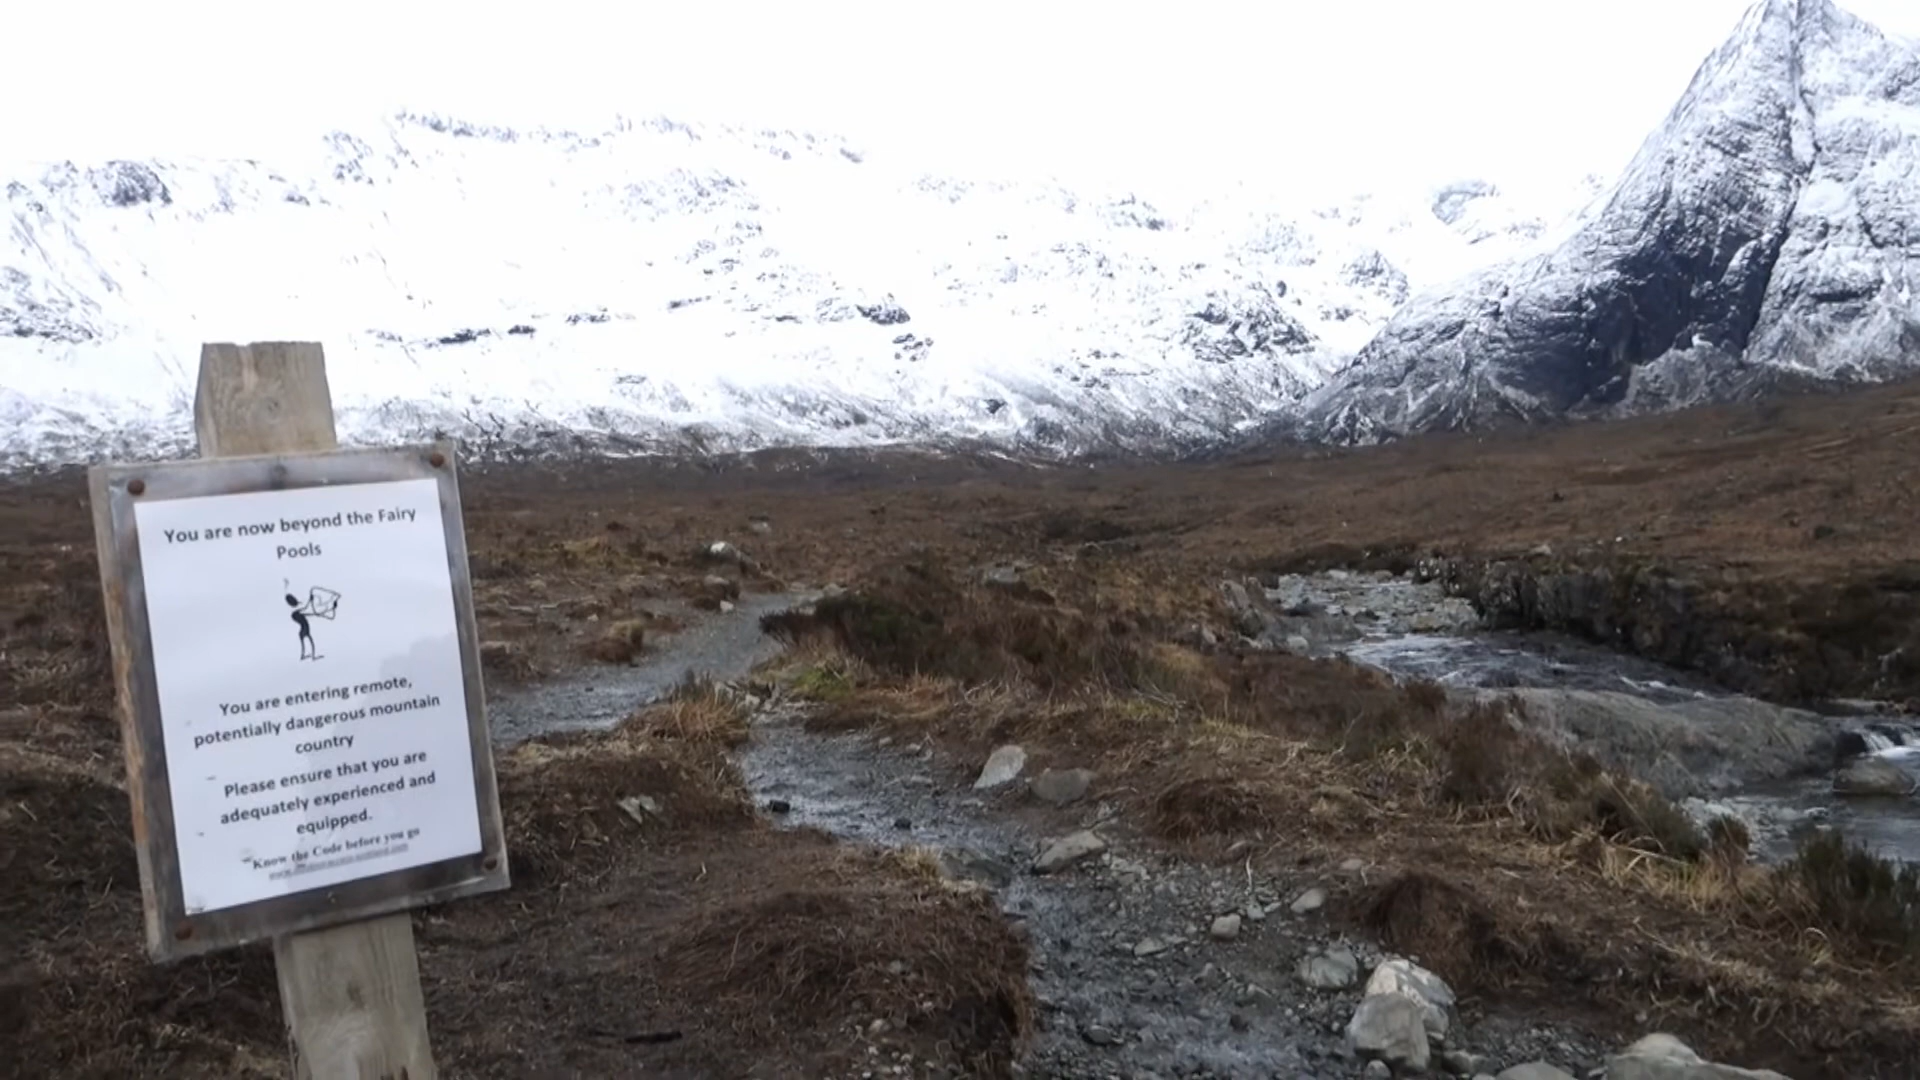 You are now beyond the Fairy
Pools
You are entering remote,
potentially dangerous mountain
country
Please ensure that you are
adequately experienced and
equipped.
"Know the Code before you go